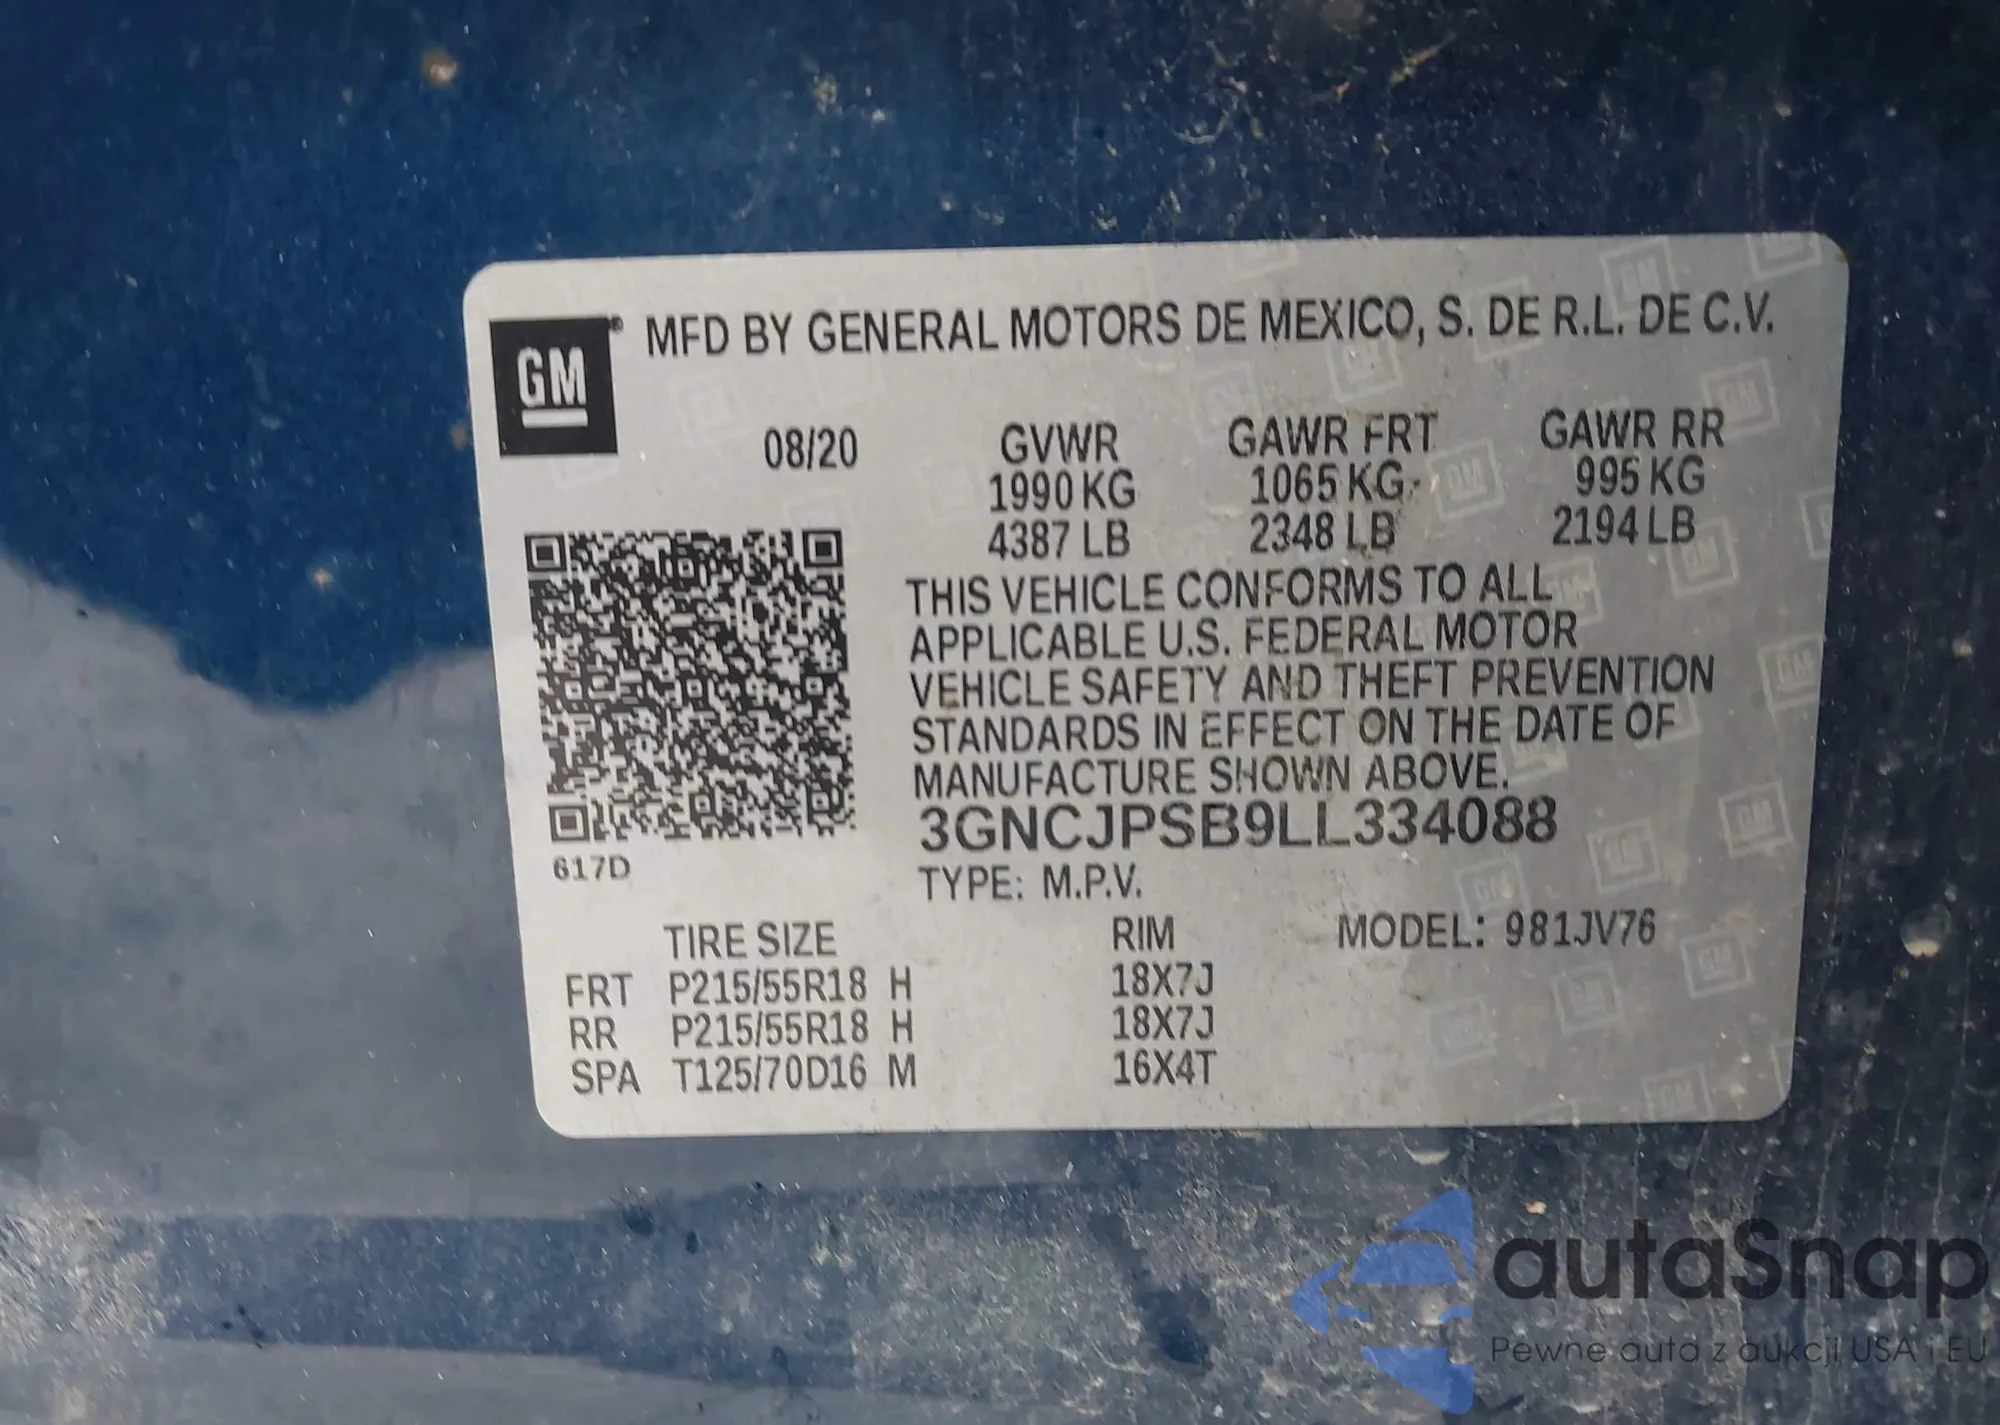 GM
MFD BY GENERAL MOTORS DE MEXICO, S. DE R.L. DE C.V.
08/20 GVWR GAWR FRT GAWR RR
1990 KG 1065 KG 995 KG
4387 LB 2348 LB 2194 LB
THIS VEHICLE CONFORMS TO ALL
APPLICABLE U.S. FEDERAL MOTOR
VEHICLE SAFETY AND THEFT PREVENTION
STANDARDS IN EFFECT ON THE DATE OF
MANUFACTURE SHOWN ABOVE.
3GNCJPSB9LL334088
617D
TYPE: M.P.V.
TIRE SIZE RIM MODEL: 981JV76
FRT P215/55R18 H 18X7J
RR P215/55R18 H 18X7J
SPA T125/70D16 M 16X4T
autaSnap
Pewne auta z aukcji USA i EU